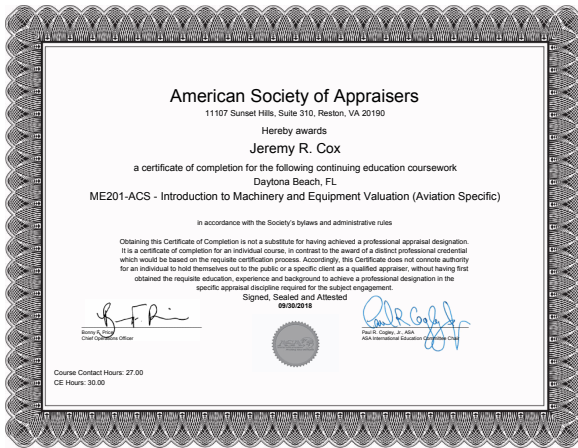 American Society of Appraisers
11107 Sunset Hills, Suite 310, Reston, VA 20190
Hereby awards
Jeremy R. Cox
a certificate of completion for the following continuing education coursework
Daytona Beach, FL
ME201-ACS - Introduction to Machinery and Equipment Valuation (Aviation Specific)
in accordance with the Society's bylaws and administrative rules
Obtaining this Certificate of Completion is not a substitute for having achieved a professional appraisal designation.
It is a certificate of completion for an individual course, in contrast to the award of a distinct professional credential
which would be based on the requisite certification process. Accordingly, this Certificate does not connote authority
for an individual to hold themselves out to the public or a specific client as a qualified appraiser, without having first
obtained the requisite education, experience and background to achieve a professional designation in the
specific appraisal discipline required for the subject engagement.
Signed, Sealed and Attested
09/30/2018
Bonny F. Price
Chief Operations Officer
Paul R. Cogley, Jr., ASA
ASA International Education Committee Chair
Course Contact Hours: 27.00
CE Hours: 30.00